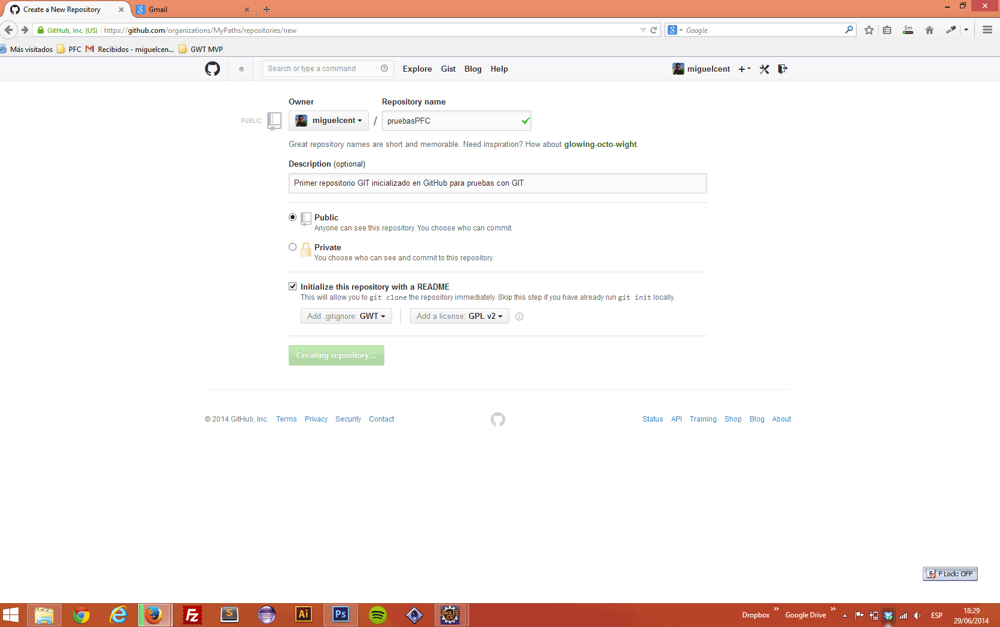 Create a New Repository
Gmail
GitHub, Inc. (US)
https://github.com/organizations/MyPaths/repositories/new
Google
5m
Más visitados
PFC
Recibidos - miguelcen...
GWT MVP
Search or type a command
Explore
Gist
Blog
Help
miguelcent
Owner
Repository name
PUBLIC
miguelcent
/
pruebasPFC
Great repository names are short and memorable. Need inspiration? How about glowing-octo-wight.
Description (optional)
Primer repositorio GIT inicializado en GitHub para pruebas con GIT
Public
Anyone can see this repository. You choose who can commit.
Private
You choose who can see and commit to this repository.
Initialize this repository with a README
This will allow you to git clone the repository immediately. Skip this step if you have already run git init locally.
Add .gitignore: GWT
Add a license: GPL v2
Creating repository...
© 2014 GitHub, Inc.
Terms
Privacy
Security
Contact
Status
API
Training
Shop
Blog
About
F Lock: OFF
Fz
S
Ai
Ps
Java EE
IDE
Dropbox
Google Drive
ESP
18:29
29/06/2014